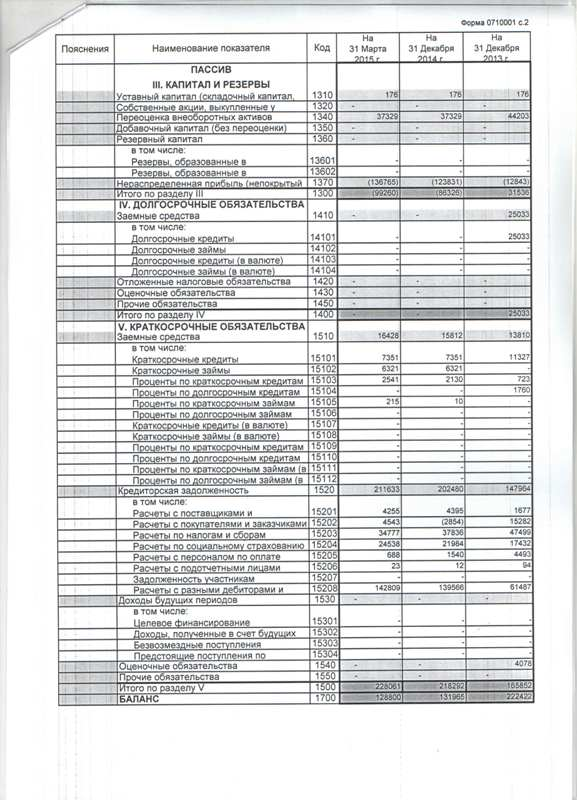 Форма 0710001 с.2
Пояснения Наименование показателя Код На 31 Марта 2015 г. На 31 Декабря 2014 г. На 31 Декабря 2013 г.
ПАССИВ
III. КАПИТАЛ И РЕЗЕРВЫ
Уставный капитал (складочный капитал, 1310 176 176 176
Собственные акции, выкупленные у 1320 - - -
Переоценка внеоборотных активов 1340 37329 37329 44203
Добавочный капитал (без переоценки) 1350 - - -
Резервный капитал 1360 - - -
в том числе:
Резервы, образованные в 13601 - - -
Резервы, образованные в 13602 - - -
Нераспределенная прибыль (непокрытый 1370 (136765) (123831) (12843)
Итого по разделу III 1300 (99260) (86326) 31536
IV. ДОЛГОСРОЧНЫЕ ОБЯЗАТЕЛЬСТВА
Заемные средства 1410 - - 25033
в том числе:
Долгосрочные кредиты 14101 - - 25033
Долгосрочные займы 14102 - - -
Долгосрочные кредиты (в валюте) 14103 - - -
Долгосрочные займы (в валюте) 14104 - - -
Отложенные налоговые обязательства 1420 - - -
Оценочные обязательства 1430 - - -
Прочие обязательства 1450 - - -
Итого по разделу IV 1400 - - 25033
V. КРАТКОСРОЧНЫЕ ОБЯЗАТЕЛЬСТВА
Заемные средства 1510 16428 15812 13810
в том числе:
Краткосрочные кредиты 15101 7351 7351 11327
Краткосрочные займы 15102 6321 6321 -
Проценты по краткосрочным кредитам 15103 2541 2130 723
Проценты по долгосрочным кредитам 15104 - - 1760
Проценты по краткосрочным займам 15105 215 10 -
Проценты по долгосрочным займам 15106 - - -
Краткосрочные кредиты (в валюте) 15107 - - -
Краткосрочные займы (в валюте) 15108 - - -
Проценты по краткосрочным кредитам 15109 - - -
Проценты по долгосрочным кредитам 15110 - - -
Проценты по краткосрочным займам (в 15111 - - -
Проценты по долгосрочным займам (в 15112 - - -
Кредиторская задолженность 1520 211633 202480 147964
в том числе:
Расчеты с поставщиками и 15201 4255 4395 1677
Расчеты с покупателями и заказчиками 15202 4543 (2854) 15282
Расчеты по налогам и сборам 15203 34777 37836 47499
Расчеты по социальному страхованию 15204 24538 21984 17432
Расчеты с персоналом по оплате 15205 688 1540 4493
Расчеты с подотчетными лицами 15206 23 12 94
Задолженность участникам 15207 - - -
Расчеты с разными дебиторами и 15208 142809 139566 61487
Доходы будущих периодов 1530 - - -
в том числе:
Целевое финансирование 15301 - - -
Доходы, полученные в счет будущих 15302 - - -
Безвозмездные поступления 15303 - - -
Предстоящие поступления по 15304 - - -
Оценочные обязательства 1540 - - 4078
Прочие обязательства 1550 - - -
Итого по разделу V 1500 228061 218292 165852
БАЛАНС 1700 128800 131965 222422